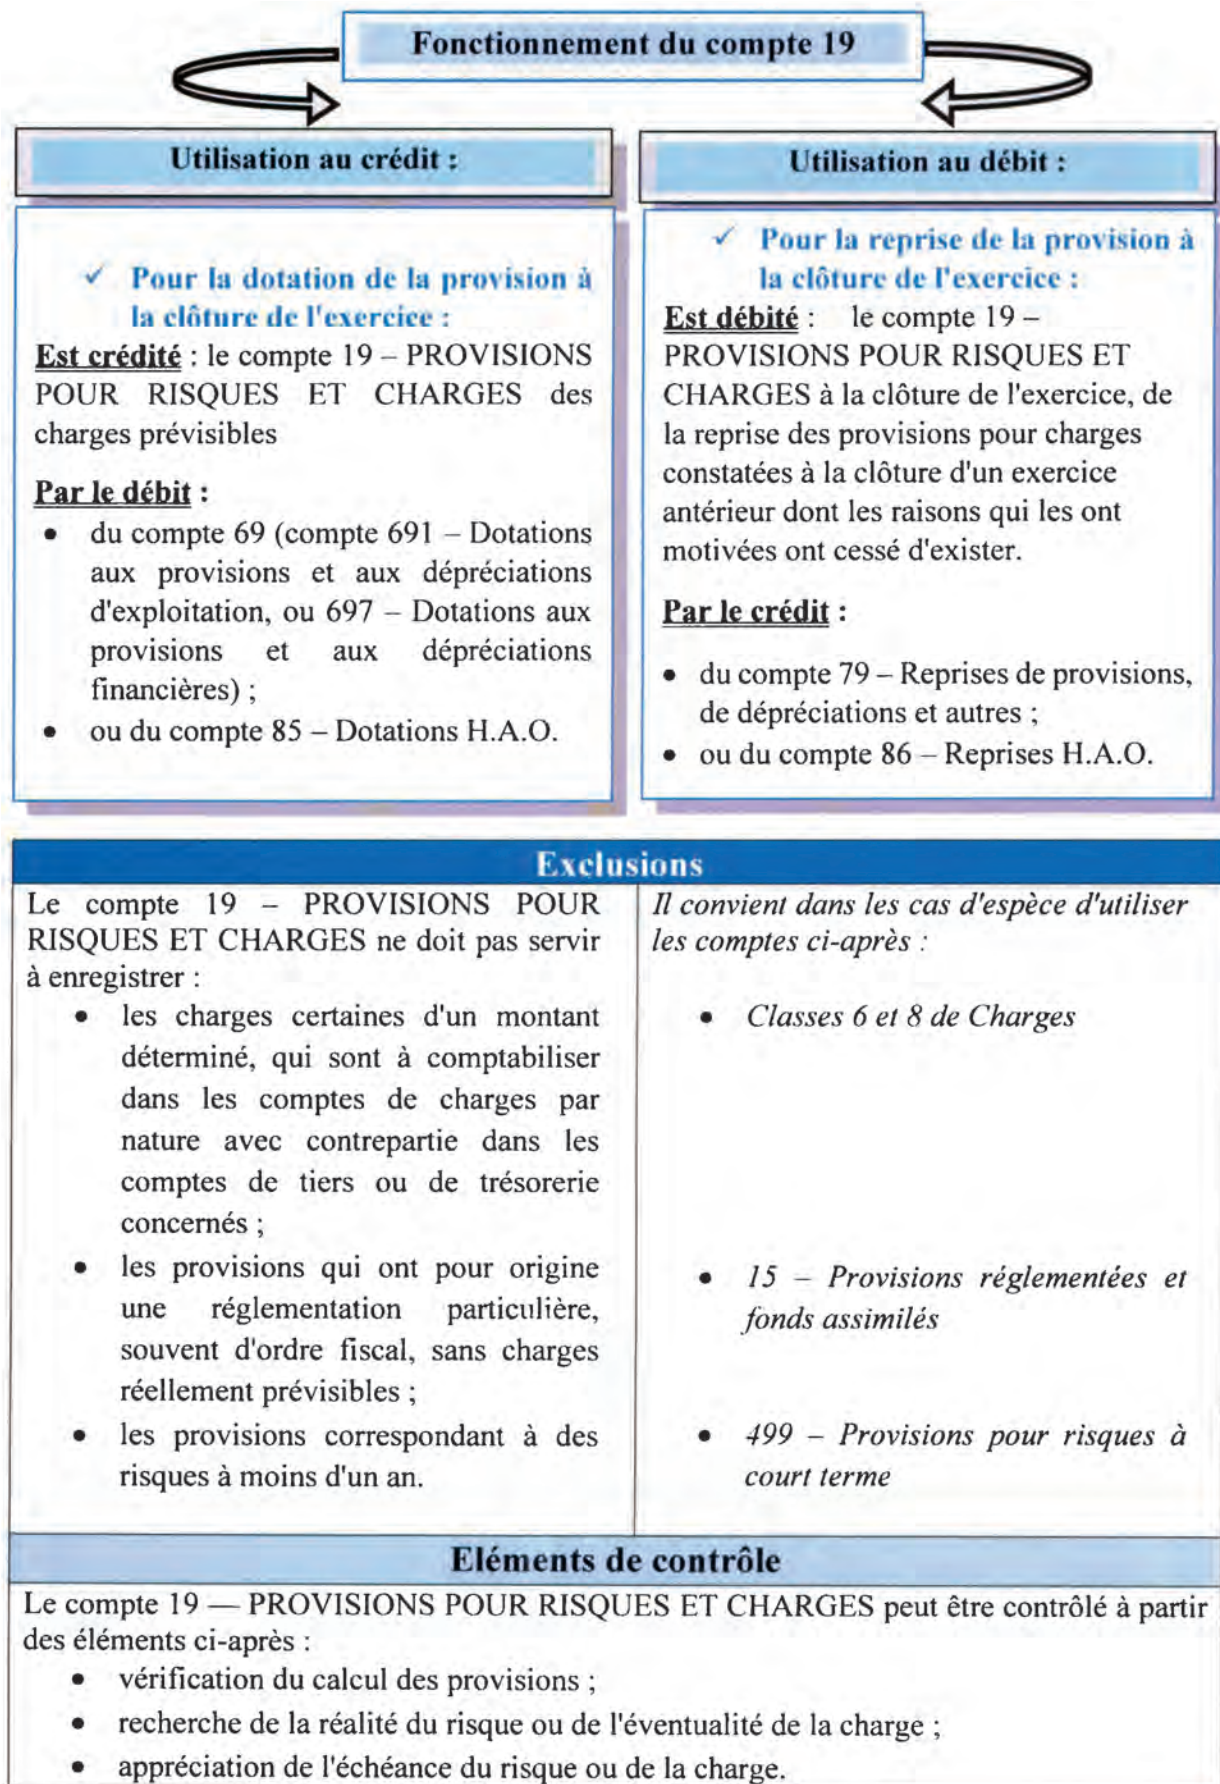 Fonctionnement du compte 19
Utilisation au crédit :
✓ Pour la dotation de la provision à
la clôture de l'exercice :
Est crédité : le compte 19 – PROVISIONS
POUR RISQUES ET CHARGES des
charges prévisibles
Par le débit :
• du compte 69 (compte 691 – Dotations
aux provisions et aux dépréciations
d'exploitation, ou 697 – Dotations aux
provisions et aux dépréciations
financières) ;
• ou du compte 85 – Dotations H.A.O.
Utilisation au débit :
✓ Pour la reprise de la provision à
la clôture de l'exercice :
Est débité : le compte 19 –
PROVISIONS POUR RISQUES ET
CHARGES à la clôture de l'exercice, de
la reprise des provisions pour charges
constatées à la clôture d'un exercice
antérieur dont les raisons qui les ont
motivées ont cessé d'exister.
Par le crédit :
• du compte 79 – Reprises de provisions,
de dépréciations et autres ;
• ou du compte 86 – Reprises H.A.O.
Exclusions
Le compte 19 – PROVISIONS POUR
RISQUES ET CHARGES ne doit pas servir
à enregistrer :
• les charges certaines d'un montant
déterminé, qui sont à comptabiliser
dans les comptes de charges par
nature avec contrepartie dans les
comptes de tiers ou de trésorerie
concernés ;
• les provisions qui ont pour origine
une réglementation particulière,
souvent d'ordre fiscal, sans charges
réellement prévisibles ;
• les provisions correspondant à des
risques à moins d'un an.
Il convient dans les cas d'espèce d'utiliser
les comptes ci-après :
• Classes 6 et 8 de Charges
• 15 – Provisions réglementées et
fonds assimilés
• 499 – Provisions pour risques à
court terme
Eléments de contrôle
Le compte 19 — PROVISIONS POUR RISQUES ET CHARGES peut être contrôlé à partir
des éléments ci-après :
• vérification du calcul des provisions ;
• recherche de la réalité du risque ou de l'éventualité de la charge ;
• appréciation de l'échéance du risque ou de la charge.